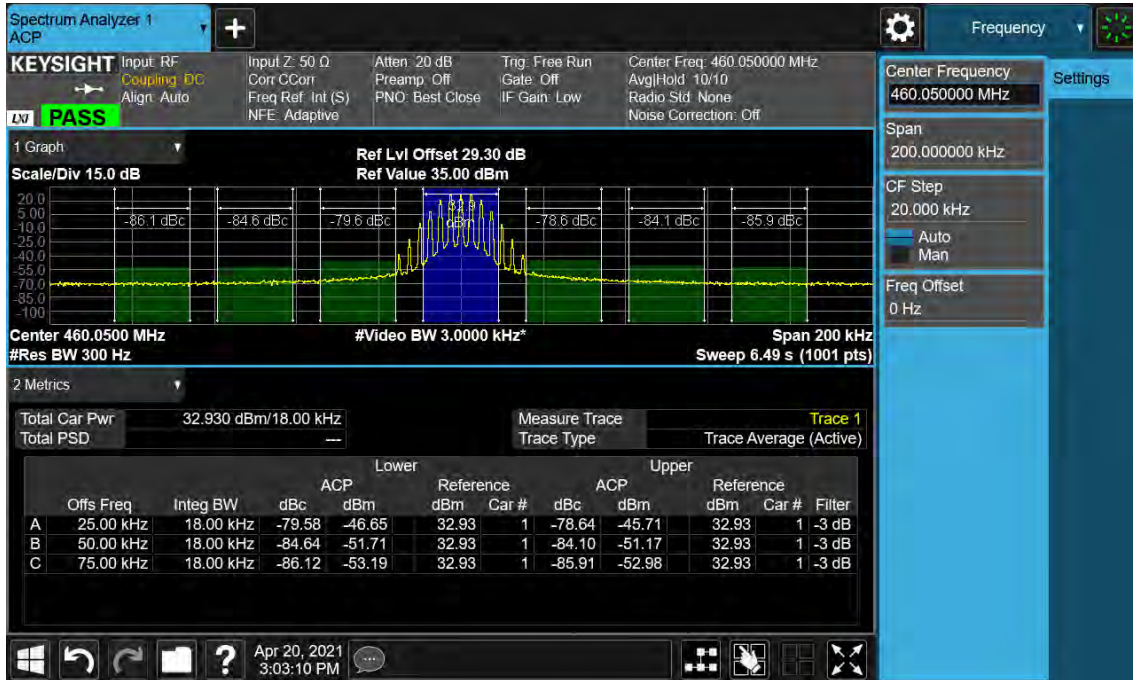 Spectrum Analyzer 1
ACP
+
Frequency
KEYSIGHT
LXI
PASS
Input: RF
Coupling: DC
Align: Auto
Input Z: 50 Ω
Corr CCorr
Freq Ref: Int (S)
NFE: Adaptive
Atten: 20 dB
Preamp: Off
PNO: Best Close
Trig: Free Run
Gate: Off
IF Gain: Low
Center Freq: 460.050000 MHz
Avg|Hold: 10/10
Radio Std: None
Noise Correction: Off
Center Frequency
460.050000 MHz
Settings
Span
200.000000 kHz
CF Step
20.000 kHz
Auto
Man
Freq Offset
0 Hz
1 Graph
Scale/Div 15.0 dB
Ref Lvl Offset 29.30 dB
Ref Value 35.00 dBm
20.0
5.00
-10.0
-25.0
-40.0
-55.0
-70.0
-85.0
-100
-86.1 dBc
-84.6 dBc
-79.6 dBc
-78.6 dBc
-84.1 dBc
-85.9 dBc
Center 460.0500 MHz
#Video BW 3.0000 kHz*
Span 200 kHz
#Res BW 300 Hz
Sweep 6.49 s (1001 pts)
2 Metrics
Total Car Pwr 32.930 dBm/18.00 kHz
Total PSD ---
Measure Trace Trace 1
Trace Type Trace Average (Active)
Lower Upper
ACP Reference ACP Reference
Offs Freq Integ BW dBc dBm dBm Car # dBc dBm dBm Car # Filter
A 25.00 kHz 18.00 kHz -79.58 -46.65 32.93 1 -78.64 -45.71 32.93 1 -3 dB
B 50.00 kHz 18.00 kHz -84.64 -51.71 32.93 1 -84.10 -51.17 32.93 1 -3 dB
C 75.00 kHz 18.00 kHz -86.12 -53.19 32.93 1 -85.91 -52.98 32.93 1 -3 dB
?
Apr 20, 2021
3:03:10 PM